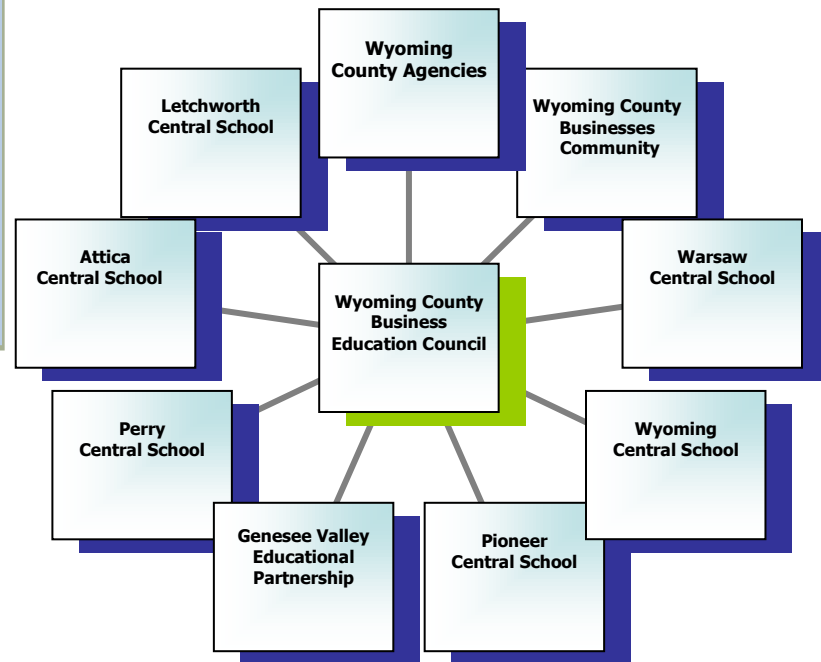 Wyoming
County Agencies
Letchworth
Central School
Wyoming County
Businesses
Community
Attica
Central School
Wyoming County
Business
Education Council
Warsaw
Central School
Perry
Central School
Wyoming
Central School
Genesee Valley
Educational
Partnership
Pioneer
Central School